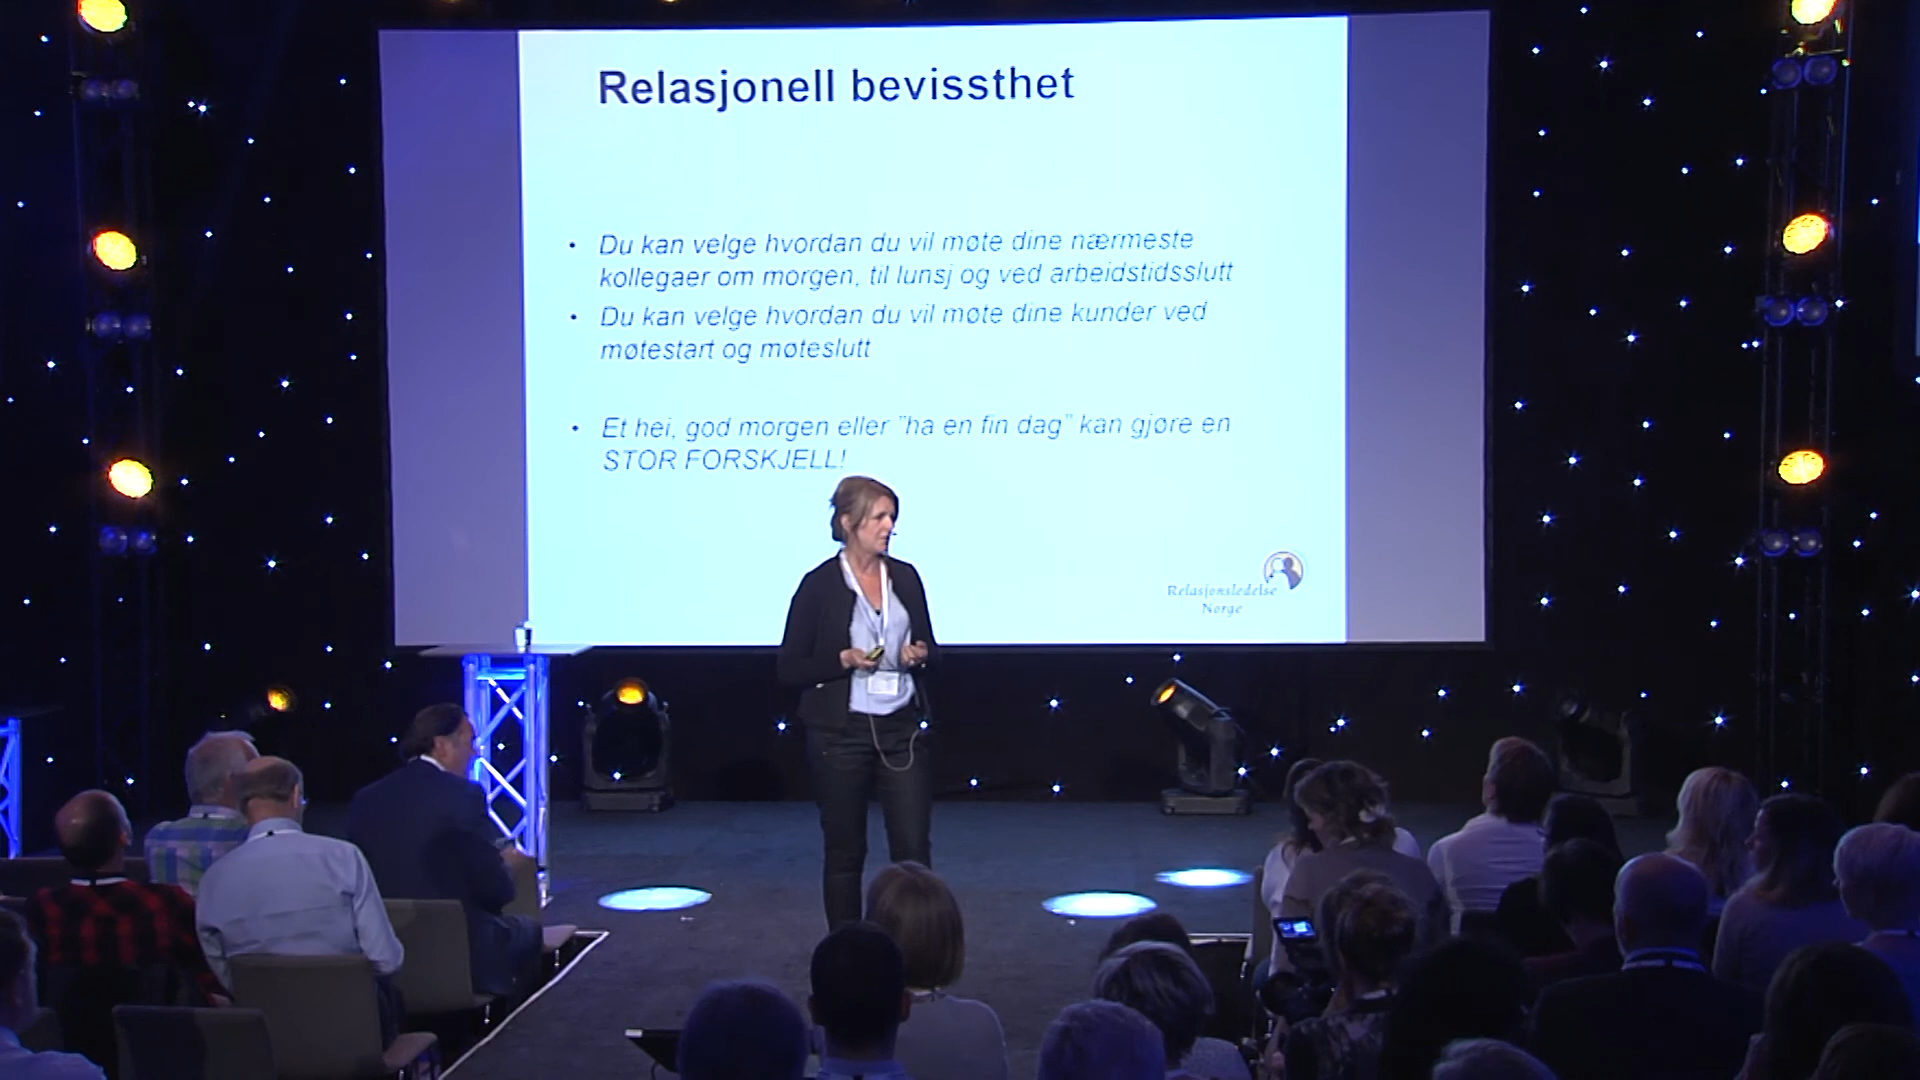 Relasjonell bevissthet
• Du kan velge hvordan du vil møte dine nærmeste
kollegaer om morgen, til lunsj og ved arbeidstidsslutt
• Du kan velge hvordan du vil møte dine kunder ved
møtestart og møteslutt
• Et hei, god morgen eller ”ha en fin dag” kan gjøre en
STOR FORSKJELL!
Relasjonsledelse
Norge